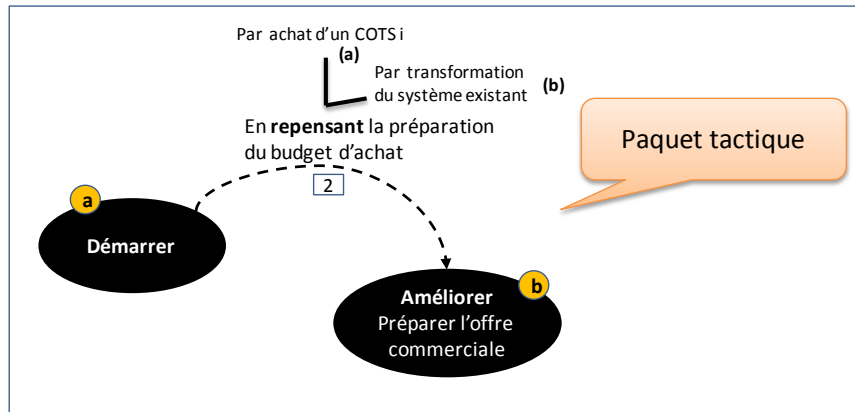 Par achat d'un COTS i
(a)
Par transformation
du système existant
(b)
En repensant la préparation
du budget d'achat
Paquet tactique
2
a
Démarrer
b
Améliorer
Préparer l'offre
commerciale